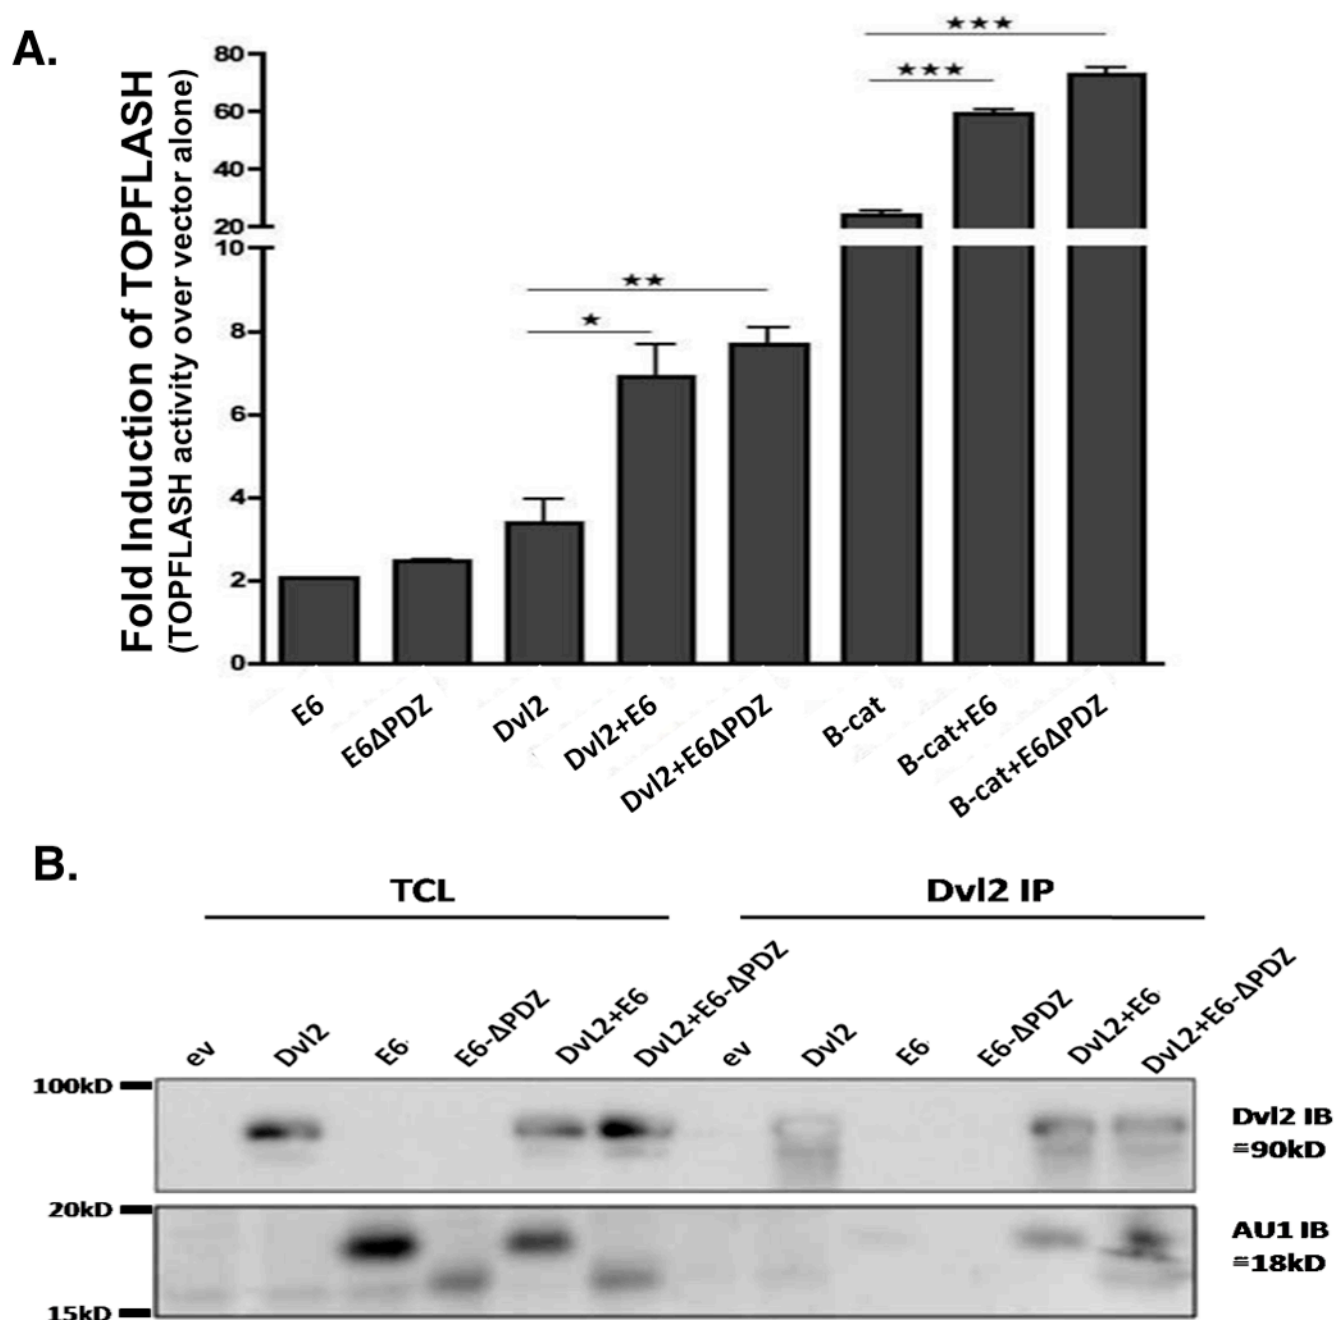 A.
Fold Induction of TOPFLASH
(TOPFLASH activity over vector alone)
80
60
40
20
10
8
6
4
2
0
★★★
★★★
★★
★
E6
E6ΔPDZ
Dvl2
Dvl2+E6
Dvl2+E6ΔPDZ
B-cat
B-cat+E6
B-cat+E6ΔPDZ
B.
TCL
Dvl2 IP
ev
Dvl2
E6
E6-ΔPDZ
DvL2+E6
DvL2+E6-ΔPDZ
ev
Dvl2
E6
E6-ΔPDZ
DvL2+E6
DvL2+E6-ΔPDZ
100kD
Dvl2 IB
≅90kD
20kD
AU1 IB
≅18kD
15kD